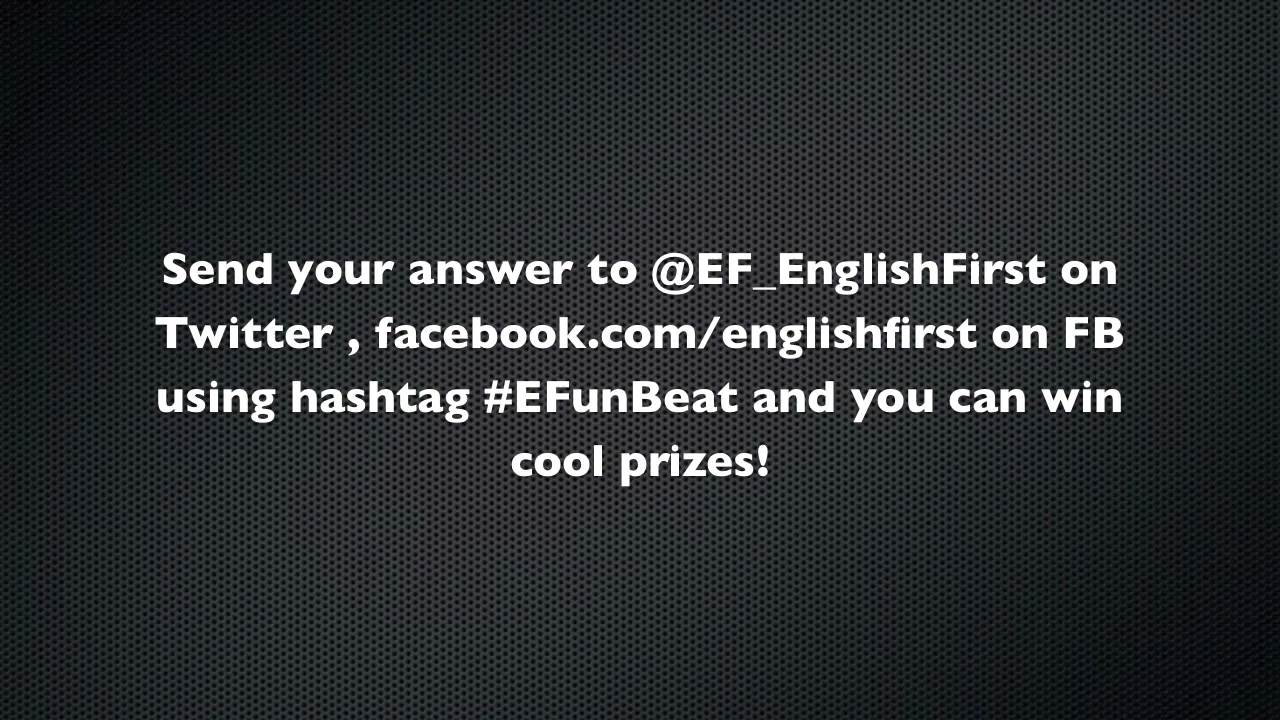 Send your answer to @EF_EnglishFirst on
Twitter , facebook.com/englishfirst on FB
using hashtag #EFunBeat and you can win
cool prizes!